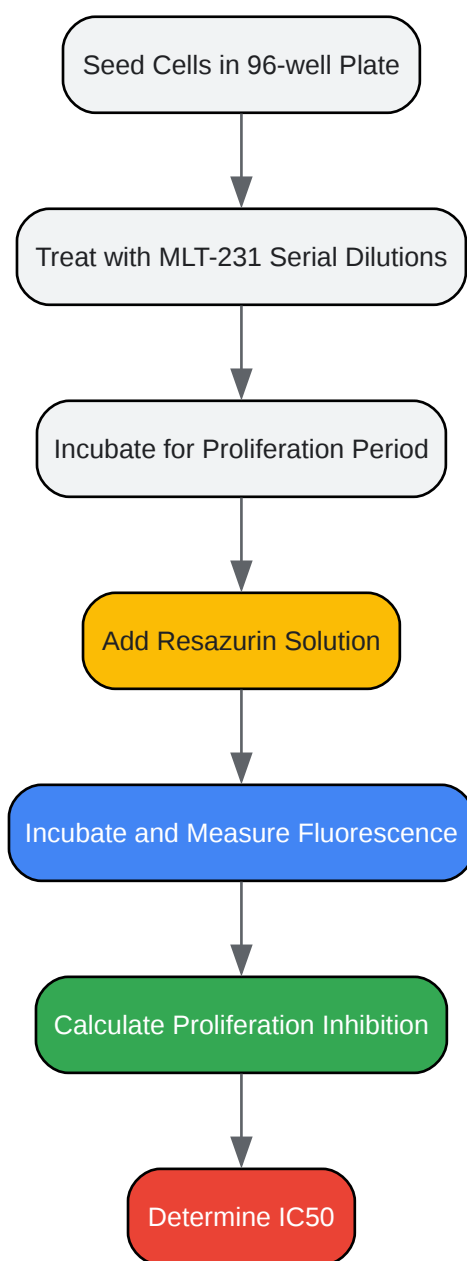 Seed Cells in 96-well Plate
Treat with MLT-231 Serial Dilutions
Incubate for Proliferation Period
Add Resazurin Solution
Incubate and Measure Fluorescence
Calculate Proliferation Inhibition
Determine IC50